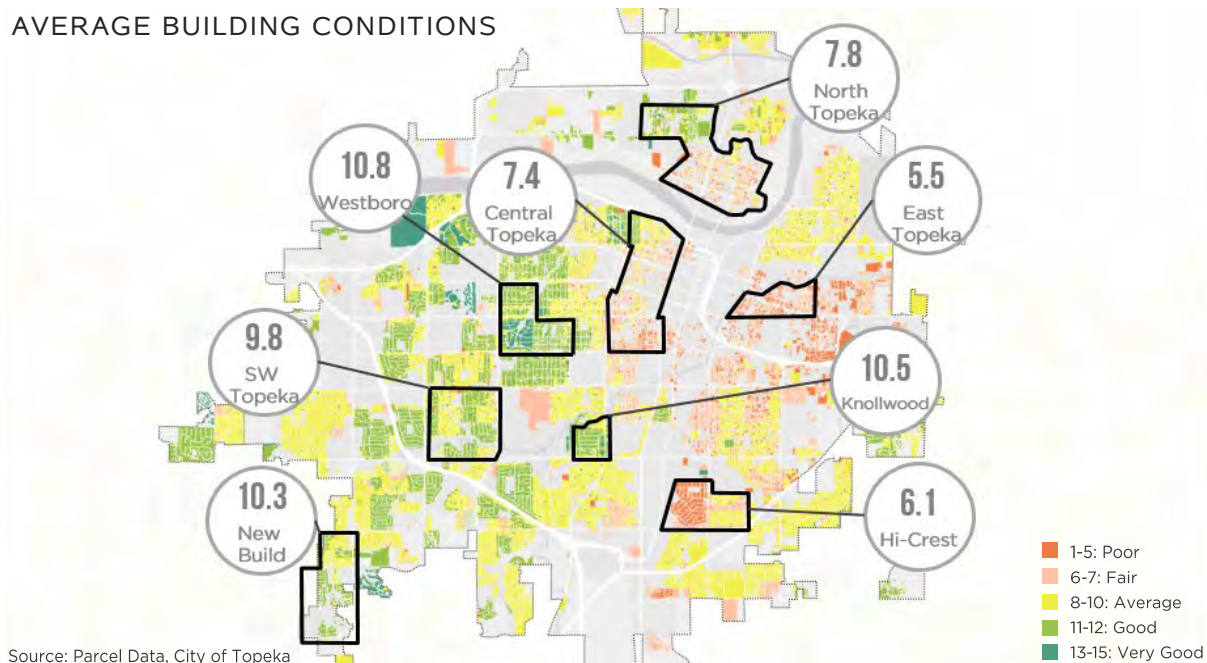 AVERAGE BUILDING CONDITIONS
7.8
North
Topeka
10.8
Westboro
7.4
Central
Topeka
5.5
East
Topeka
9.8
SW
Topeka
10.5
Knollwood
10.3
New
Build
6.1
Hi-Crest
1-5: Poor
6-7: Fair
8-10: Average
11-12: Good
13-15: Very Good
Source: Parcel Data, City of Topeka